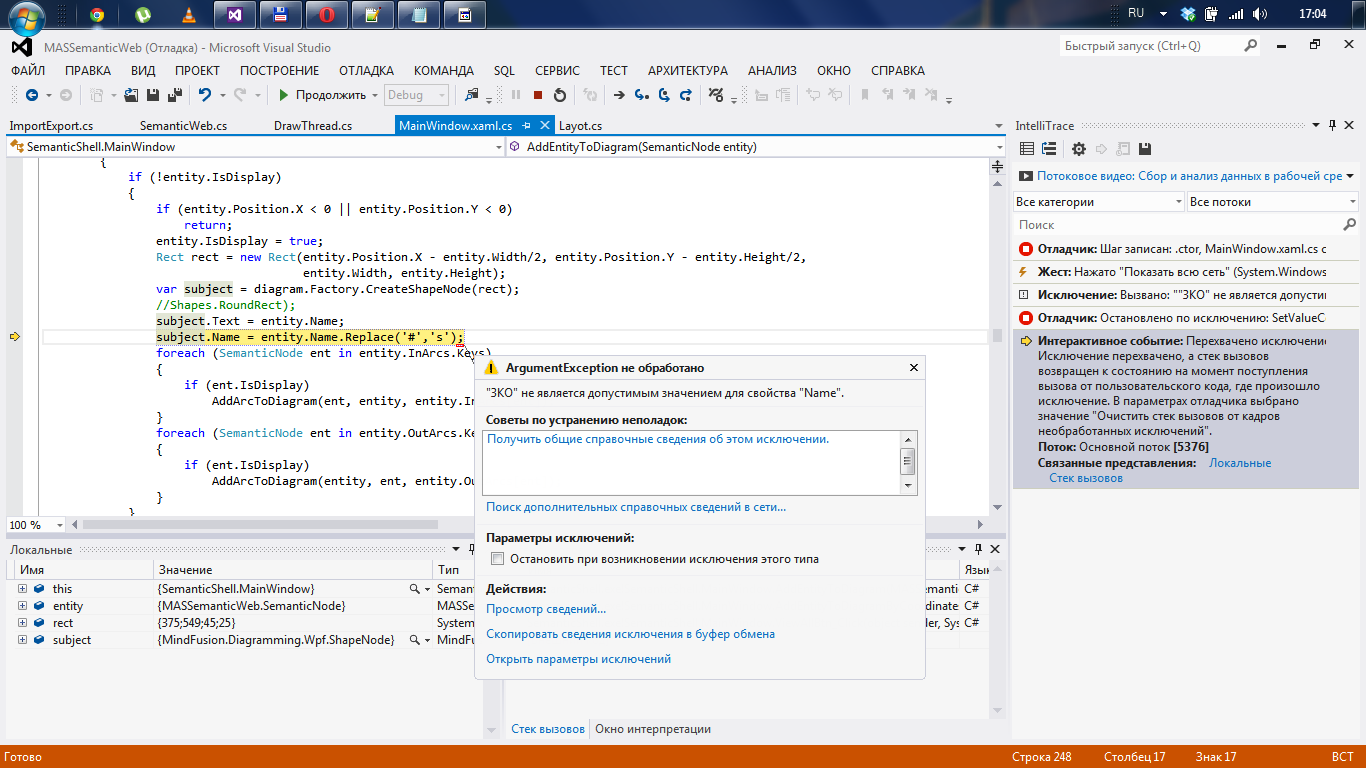 RU
17:04
MASSemanticWeb (Отладка) - Microsoft Visual Studio
Быстрый запуск (Ctrl+Q)
ФАЙЛ ПРАВКА ВИД ПРОЕКТ ПОСТРОЕНИЕ ОТЛАДКА КОМАНДА SQL СЕРВИС ТЕСТ АРХИТЕКТУРА АНАЛИЗ ОКНО СПРАВКА
Продолжить Debug
ImportExport.cs SemanticWeb.cs DrawThread.cs MainWindow.xaml.cs Layot.cs
SemanticShell.MainWindow AddEntityToDiagram(SemanticNode entity)
{
if (!entity.IsDisplay)
{
if (entity.Position.X < 0 || entity.Position.Y < 0)
return;
entity.IsDisplay = true;
Rect rect = new Rect(entity.Position.X - entity.Width/2, entity.Position.Y - entity.Height/2,
entity.Width, entity.Height);
var subject = diagram.Factory.CreateShapeNode(rect);
//Shapes.RoundRect);
subject.Text = entity.Name;
subject.Name = entity.Name.Replace('#','s');
foreach (SemanticNode ent in entity.InArcs.Keys)
{
if (ent.IsDisplay)
AddArcToDiagram(ent, entity, entity.In
}
foreach (SemanticNode ent in entity.OutArcs.Ke
{
if (ent.IsDisplay)
AddArcToDiagram(entity, ent, entity.Ou
}
}
100 %
ArgumentException не обработано
"ЗКО" не является допустимым значением для свойства "Name".
Советы по устранению неполадок:
Получить общие справочные сведения об этом исключении.
Поиск дополнительных справочных сведений в сети...
Параметры исключений:
Остановить при возникновении исключения этого типа
Действия:
Просмотр сведений...
Скопировать сведения исключения в буфер обмена
Открыть параметры исключений
Локальные
Имя Значение Тип
this {SemanticShell.MainWindow} Semant
entity {MASSemanticWeb.SemanticNode} MASSe
rect {375;549;45;25} System
subject {MindFusion.Diagramming.Wpf.ShapeNode} MindFu
Язык
emanti C#
dinate C#
ler, Sys C#
Стек вызовов Окно интерпретации
IntelliTrace
Потоковое видео: Сбор и анализ данных в рабочей сре
Все категории Все потоки
Поиск
Отладчик: Шаг записан: .ctor, MainWindow.xaml.cs с
Жест: Нажато "Показать всю сеть" (System.Windows
Исключение: Вызвано: ""ЗКО" не является допустим
Отладчик: Остановлено по исключению: SetValueC
Интерактивное событие: Перехвачено исключение
Исключение перехвачено, а стек вызовов
возвращен к состоянию на момент поступления
вызова от пользовательского кода, где произошло
исключение. В параметрах отладчика выбрано
значение "Очистить стек вызовов от кадров
необработанных исключений".
Поток: Основной поток [5376]
Связанные представления: Локальные
Стек вызовов
Готово Строка 248 Столбец 17 Знак 17 ВСТ